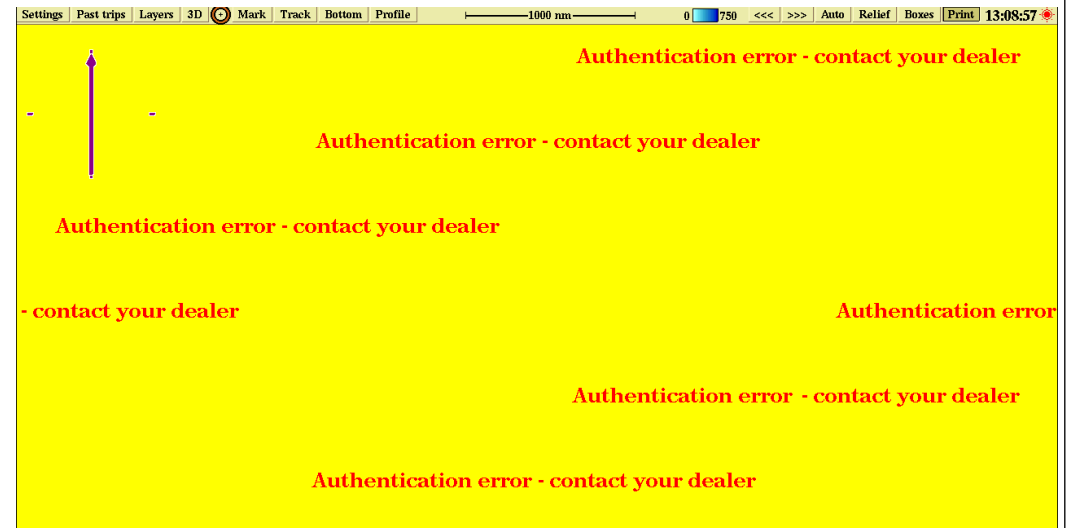 Settings Past trips Layers 3D Mark Track Bottom Profile 1000 nm 0 750 <<< >>> Auto Relief Boxes Print 13:08:57
Authentication error - contact your dealer
Authentication error - contact your dealer
Authentication error - contact your dealer
- contact your dealer Authentication error
Authentication error - contact your dealer
Authentication error - contact your dealer